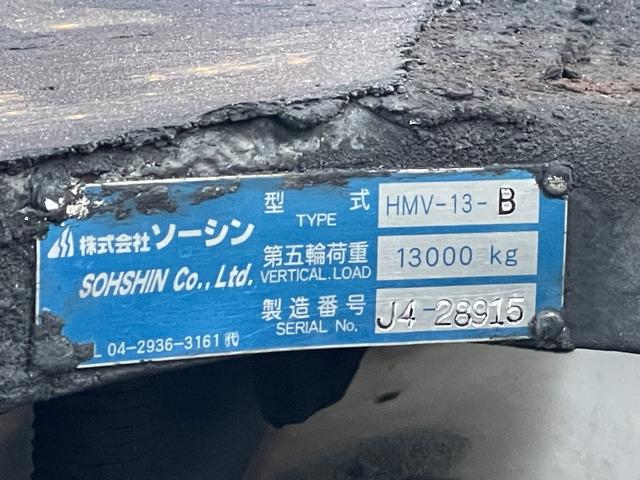 型 式 HMV-13-B
TYPE
株式会社ソーシン
第五輪荷重 13000 kg
SOHSHIN Co., Ltd. VERTICAL.LOAD
製造番号 J4-28915
SERIAL No.
L 04-2936-3161 ㈹